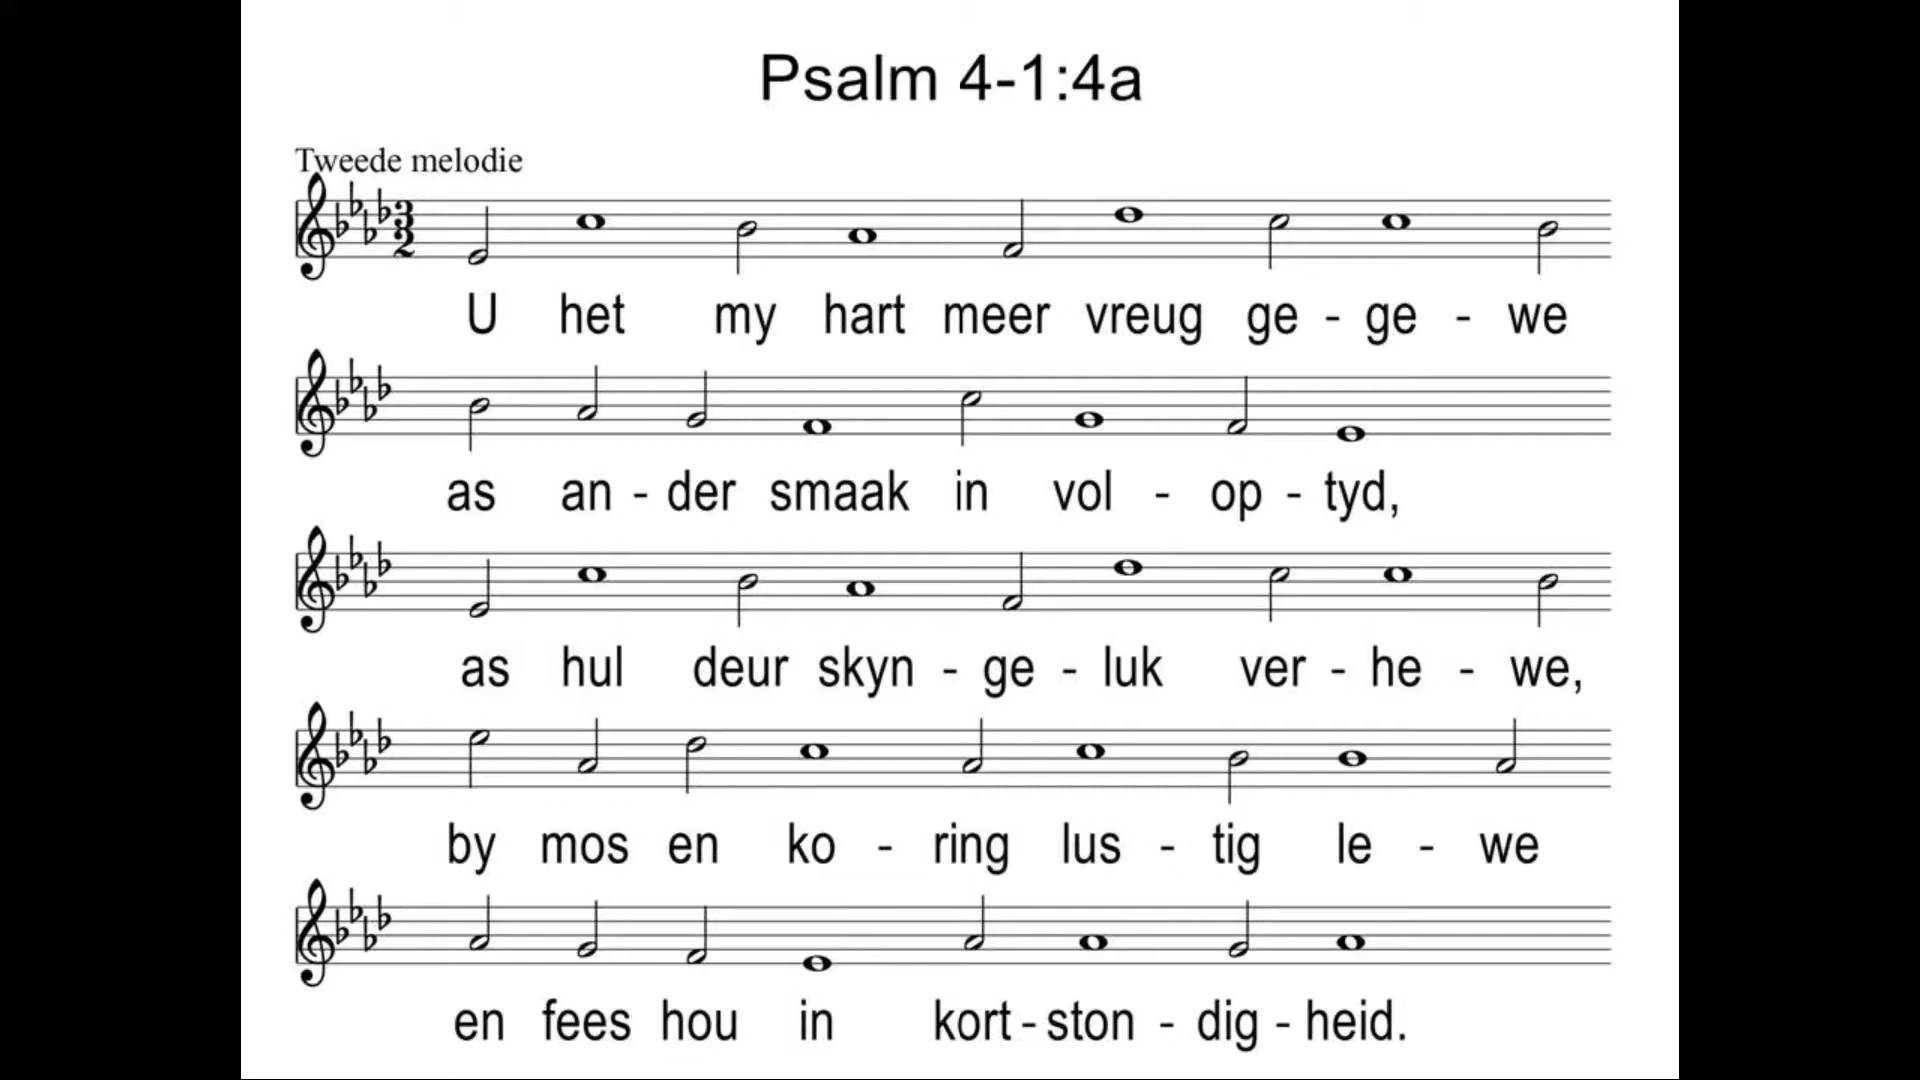 Psalm 4-1:4a
Tweede melodie
U het my hart meer vreug ge - ge - we
as an - der smaak in vol - op - tyd,
as hul deur skyn - ge - luk ver - he - we,
by mos en ko - ring lus - tig le - we
en fees hou in kort - ston - dig - heid.